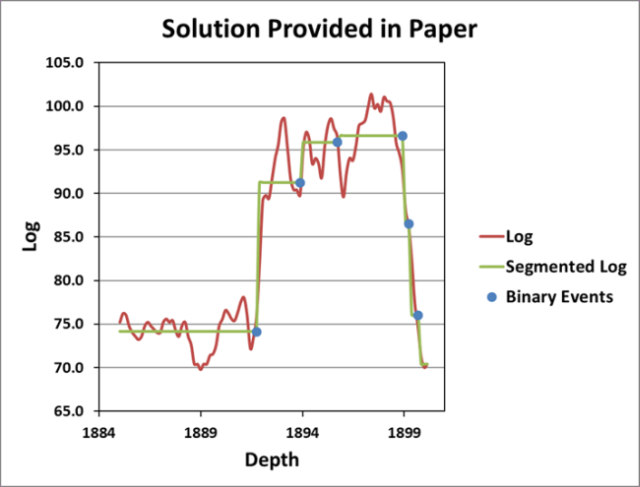 Solution Provided in Paper
105.0
100.0
95.0
90.0
85.0
80.0
75.0
70.0
65.0
Log
1884
1889
1894
1899
Depth
Log
Segmented Log
Binary Events